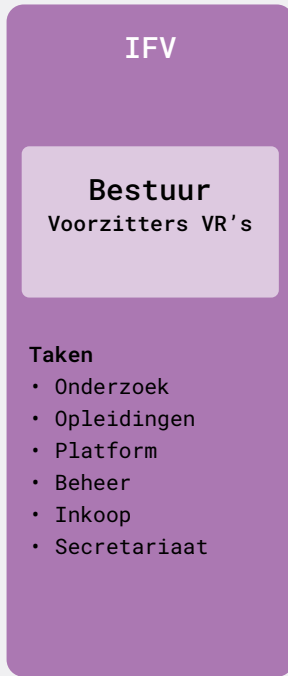 IFV
Bestuur
Voorzitters VR’s
Taken
• Onderzoek
• Opleidingen
• Platform
• Beheer
• Inkoop
• Secretariaat